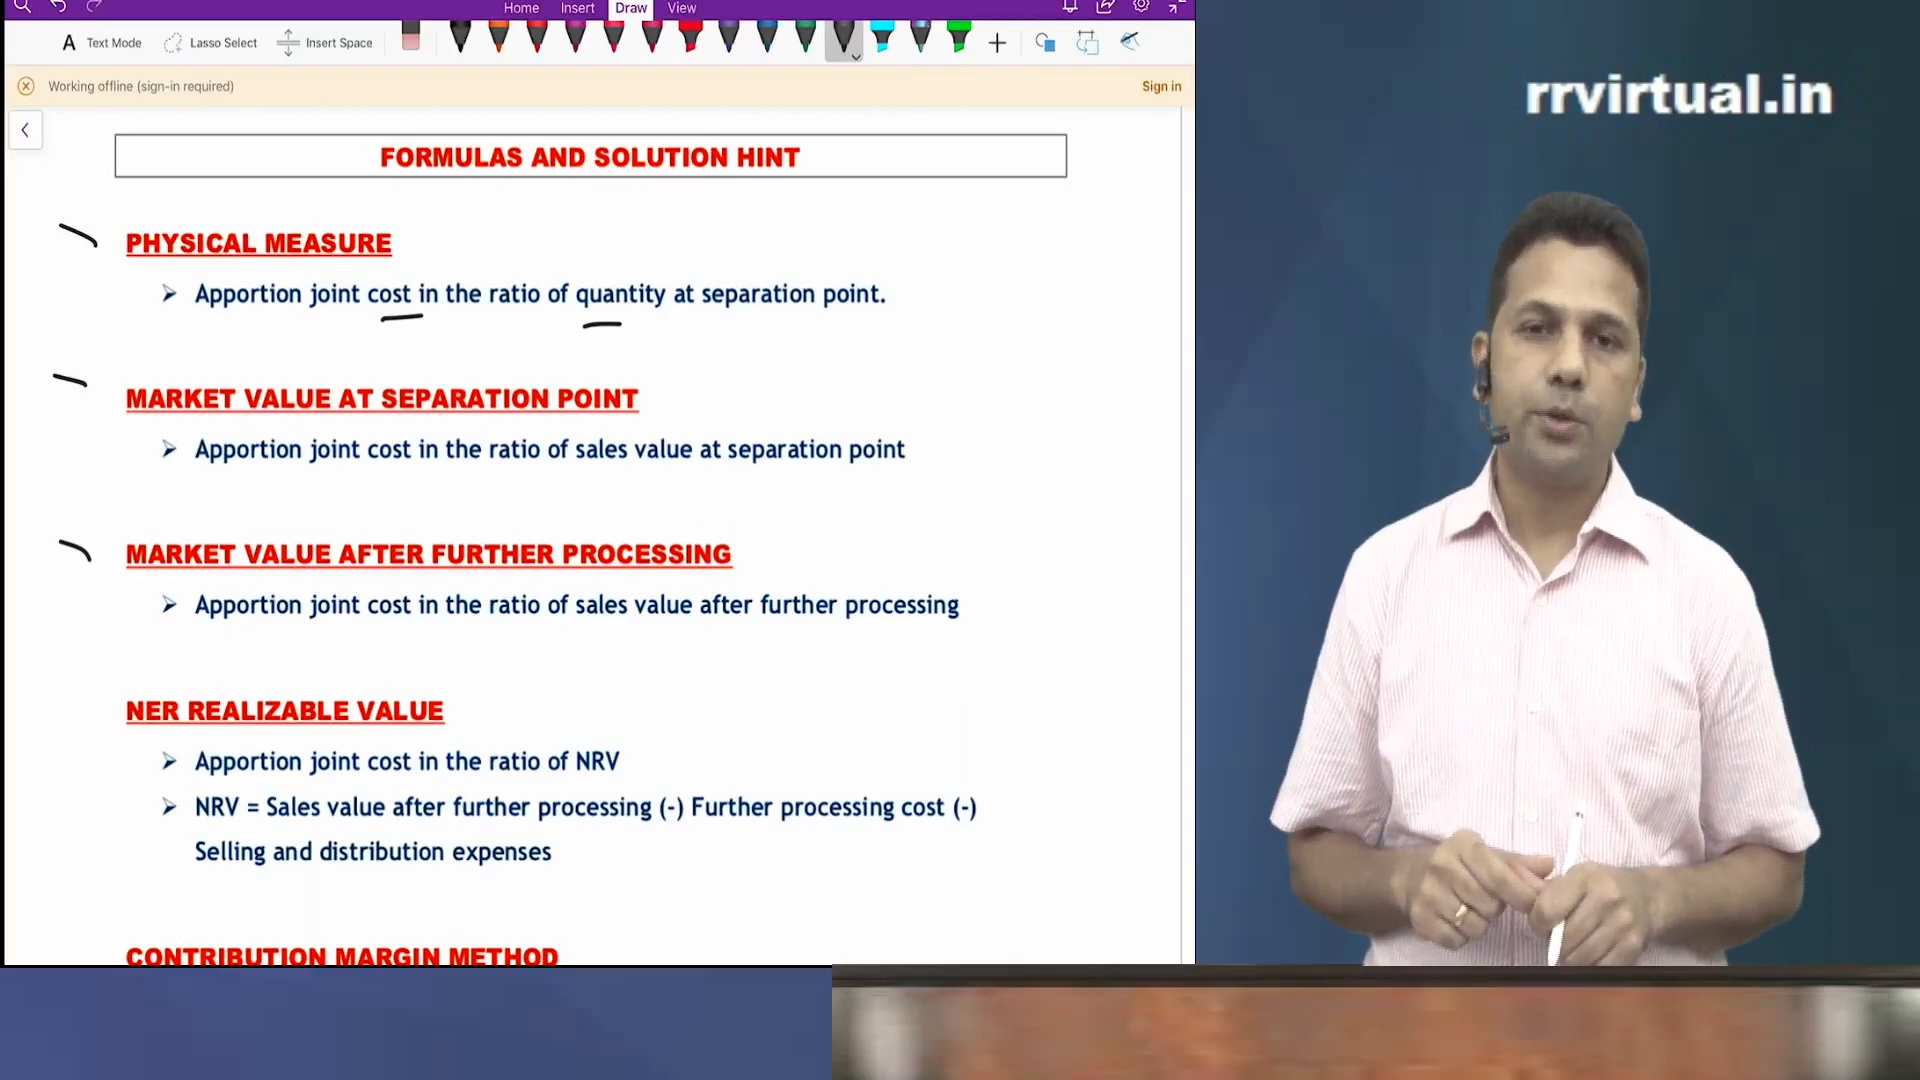 Home Insert Draw View
Text Mode Lasso Select Insert Space
Working offline (sign-in required) Sign in
rrvirtual.in
FORMULAS AND SOLUTION HINT
PHYSICAL MEASURE
Apportion joint cost in the ratio of quantity at separation point.
MARKET VALUE AT SEPARATION POINT
Apportion joint cost in the ratio of sales value at separation point
MARKET VALUE AFTER FURTHER PROCESSING
Apportion joint cost in the ratio of sales value after further processing
NER REALIZABLE VALUE
Apportion joint cost in the ratio of NRV
NRV = Sales value after further processing (-) Further processing cost (-)
Selling and distribution expenses
CONTRIBUTION MARGIN METHOD